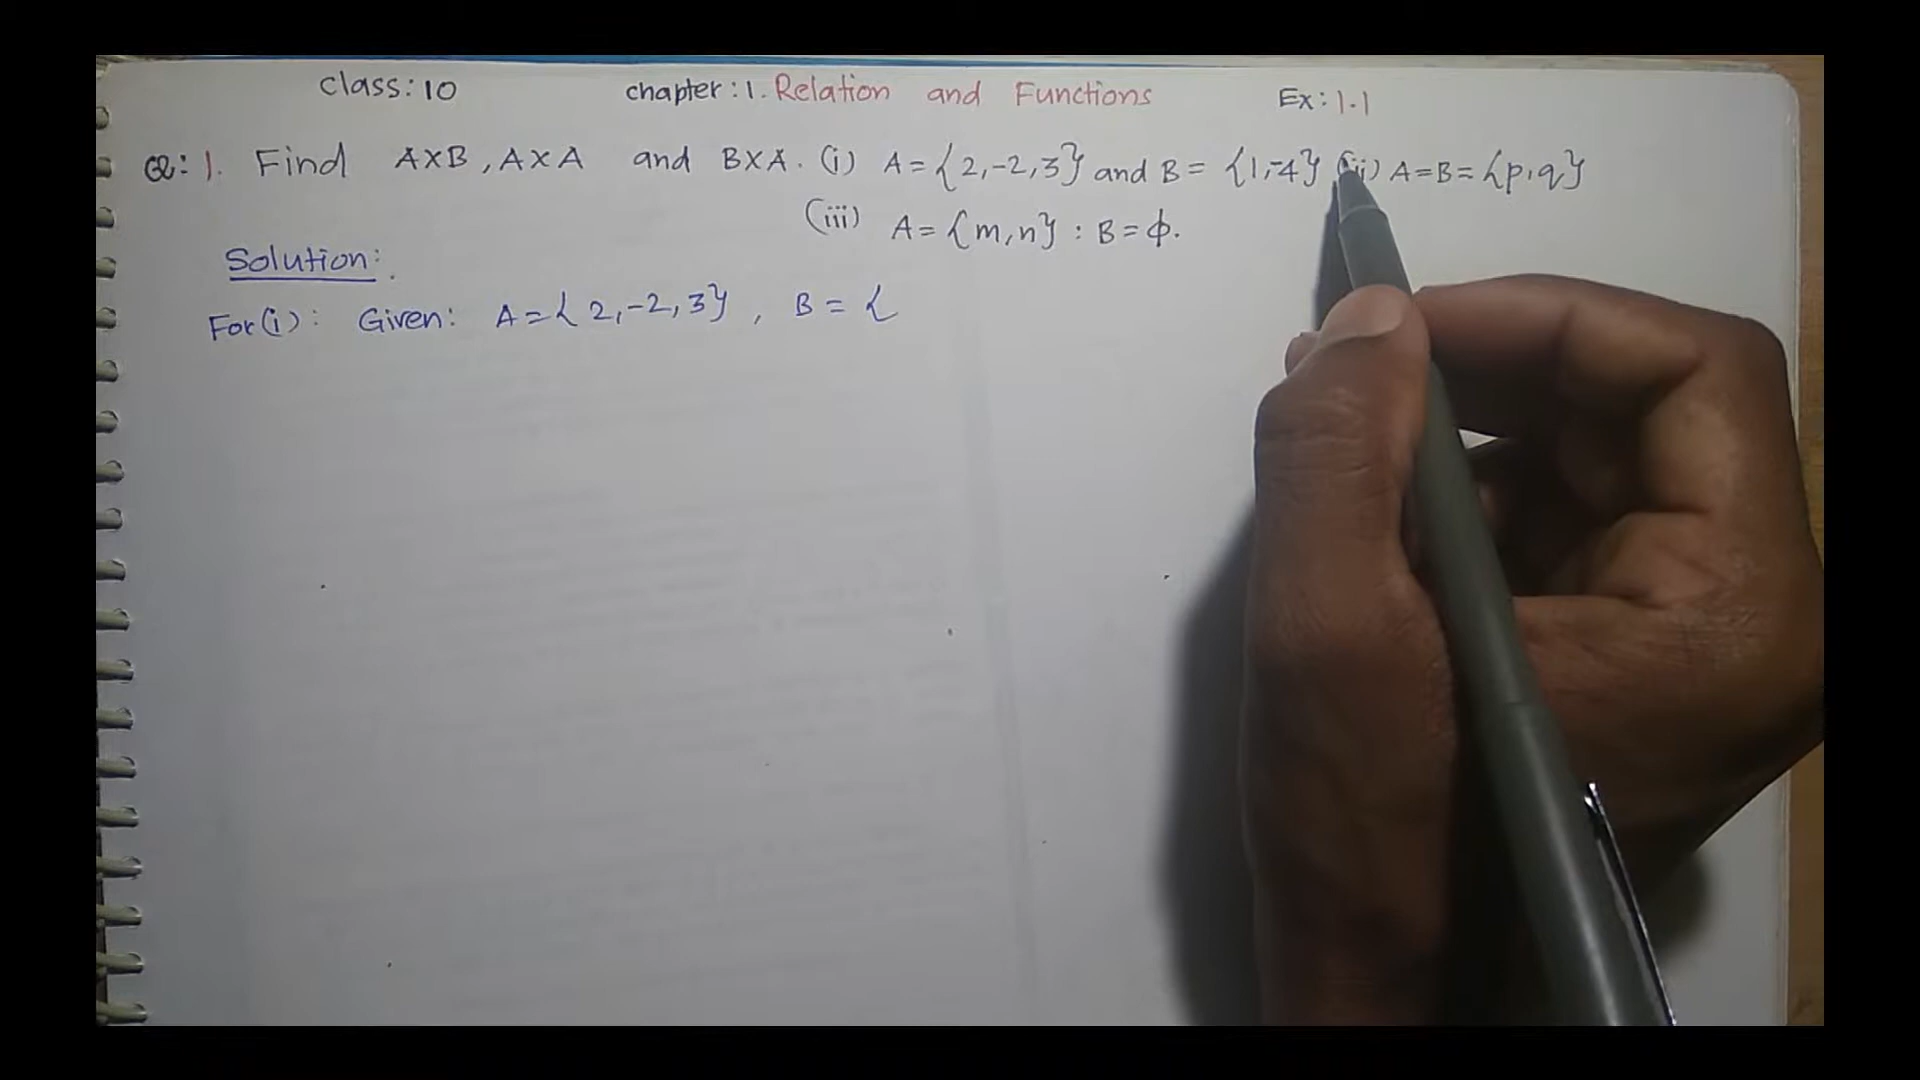 class: 10 chapter: 1. Relation and Functions Ex: 1.1
Q: 1. Find A×B, A×A and B×A. (i) A={2,-2,3} and B= {1,-4} (ii) A=B={p,q}
(iii) A={m,n} : B=ϕ.
Solution:
For(i): Given: A={2,-2,3}, B={